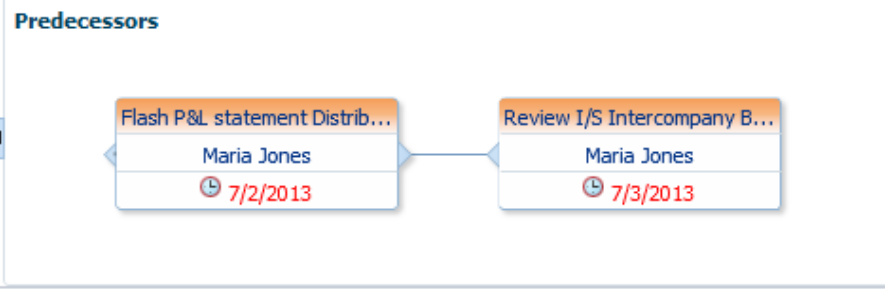 Predecessors
Flash P&L statement Distrib...
Maria Jones
7/2/2013
Review I/S Intercompany B...
Maria Jones
7/3/2013